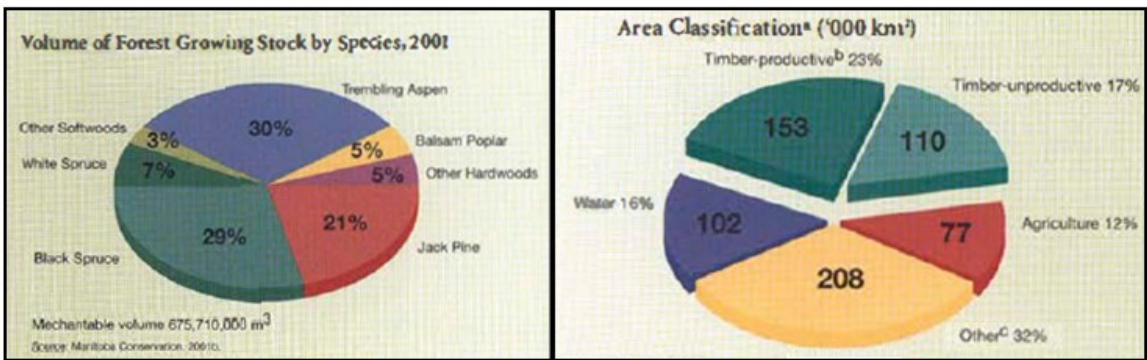 Volume of Forest Growing Stock by Species, 2001
Trembling Aspen
30%
Other Softwoods
3%
Balsam Poplar
5%
White Spruce
7%
Other Hardwoods
5%
29%
21%
Black Spruce
Jack Pine
Mechantable volume 675,710,000 m³
Source: Manitoba Conservation, 2001b.
Area Classificationᵃ ('000 km²)
Timber-productiveᵇ 23%
Timber-unproductive 17%
153
110
Water 16%
102
Agriculture 12%
77
208
Otherᶜ 32%